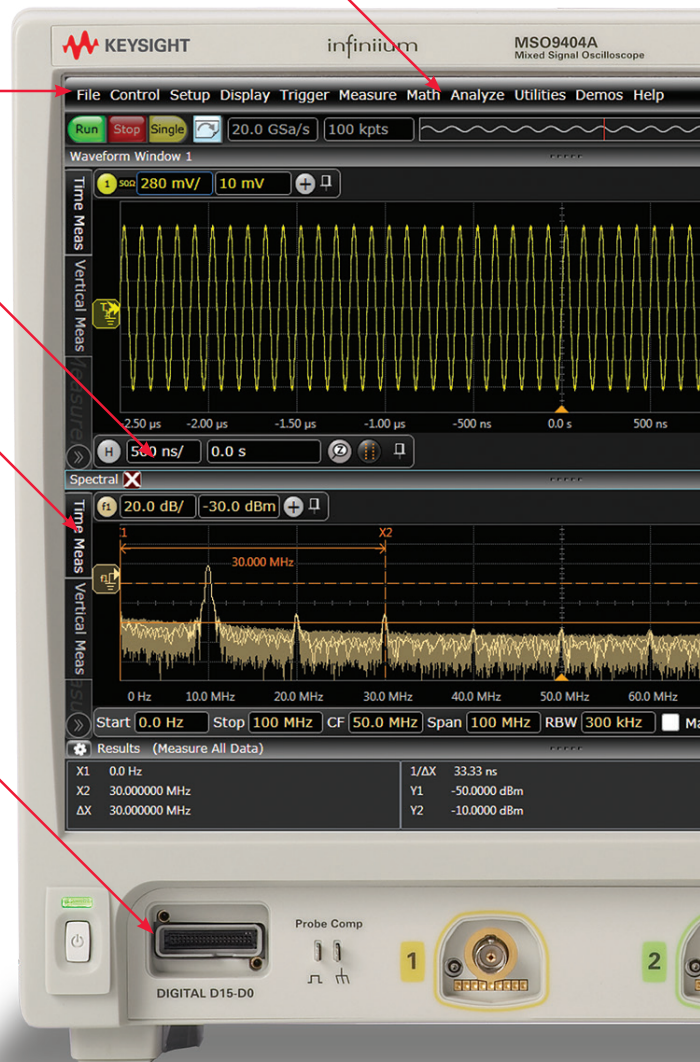 KEYSIGHT infiniium MSO9404A
Mixed Signal Oscilloscope
File Control Setup Display Trigger Measure Math Analyze Utilities Demos Help
Run Stop Single 20.0 GSa/s 100 kpts
Waveform Window 1
Time Meas
Vertical Meas
Measure
1 50Ω 280 mV/ 10 mV
-2.50 µs -2.00 µs -1.50 µs -1.00 µs -500 ns 0.0 s 500 ns
H 500 ns/ 0.0 s
Spectral
Time Meas
Vertical Meas
f1 20.0 dB/ -30.0 dBm
1 X2
30.000 MHz
0 Hz 10.0 MHz 20.0 MHz 30.0 MHz 40.0 MHz 50.0 MHz 60.0 MHz
Start 0.0 Hz Stop 100 MHz CF 50.0 MHz Span 100 MHz RBW 300 kHz Ma
Results (Measure All Data)
X1 0.0 Hz 1/ΔX 33.33 ns
X2 30.000000 MHz Y1 -50.0000 dBm
ΔX 30.000000 MHz Y2 -10.0000 dBm
Probe Comp
1 2
DIGITAL D15-D0